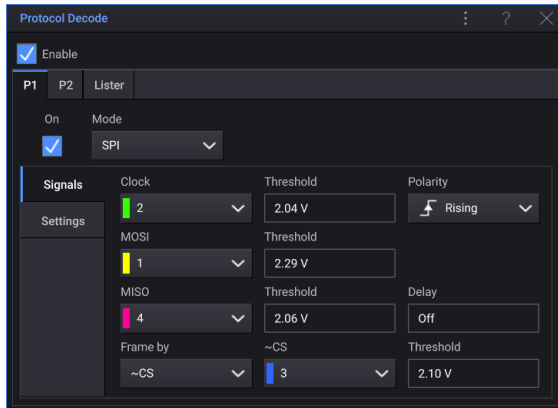 Protocol Decode
Enable
P1 P2 Lister
On Mode
SPI
Signals Clock Threshold Polarity
2 2.04 V Rising
Settings
MOSI Threshold
1 2.29 V
MISO Threshold Delay
4 2.06 V Off
Frame by ~CS Threshold
~CS 3 2.10 V